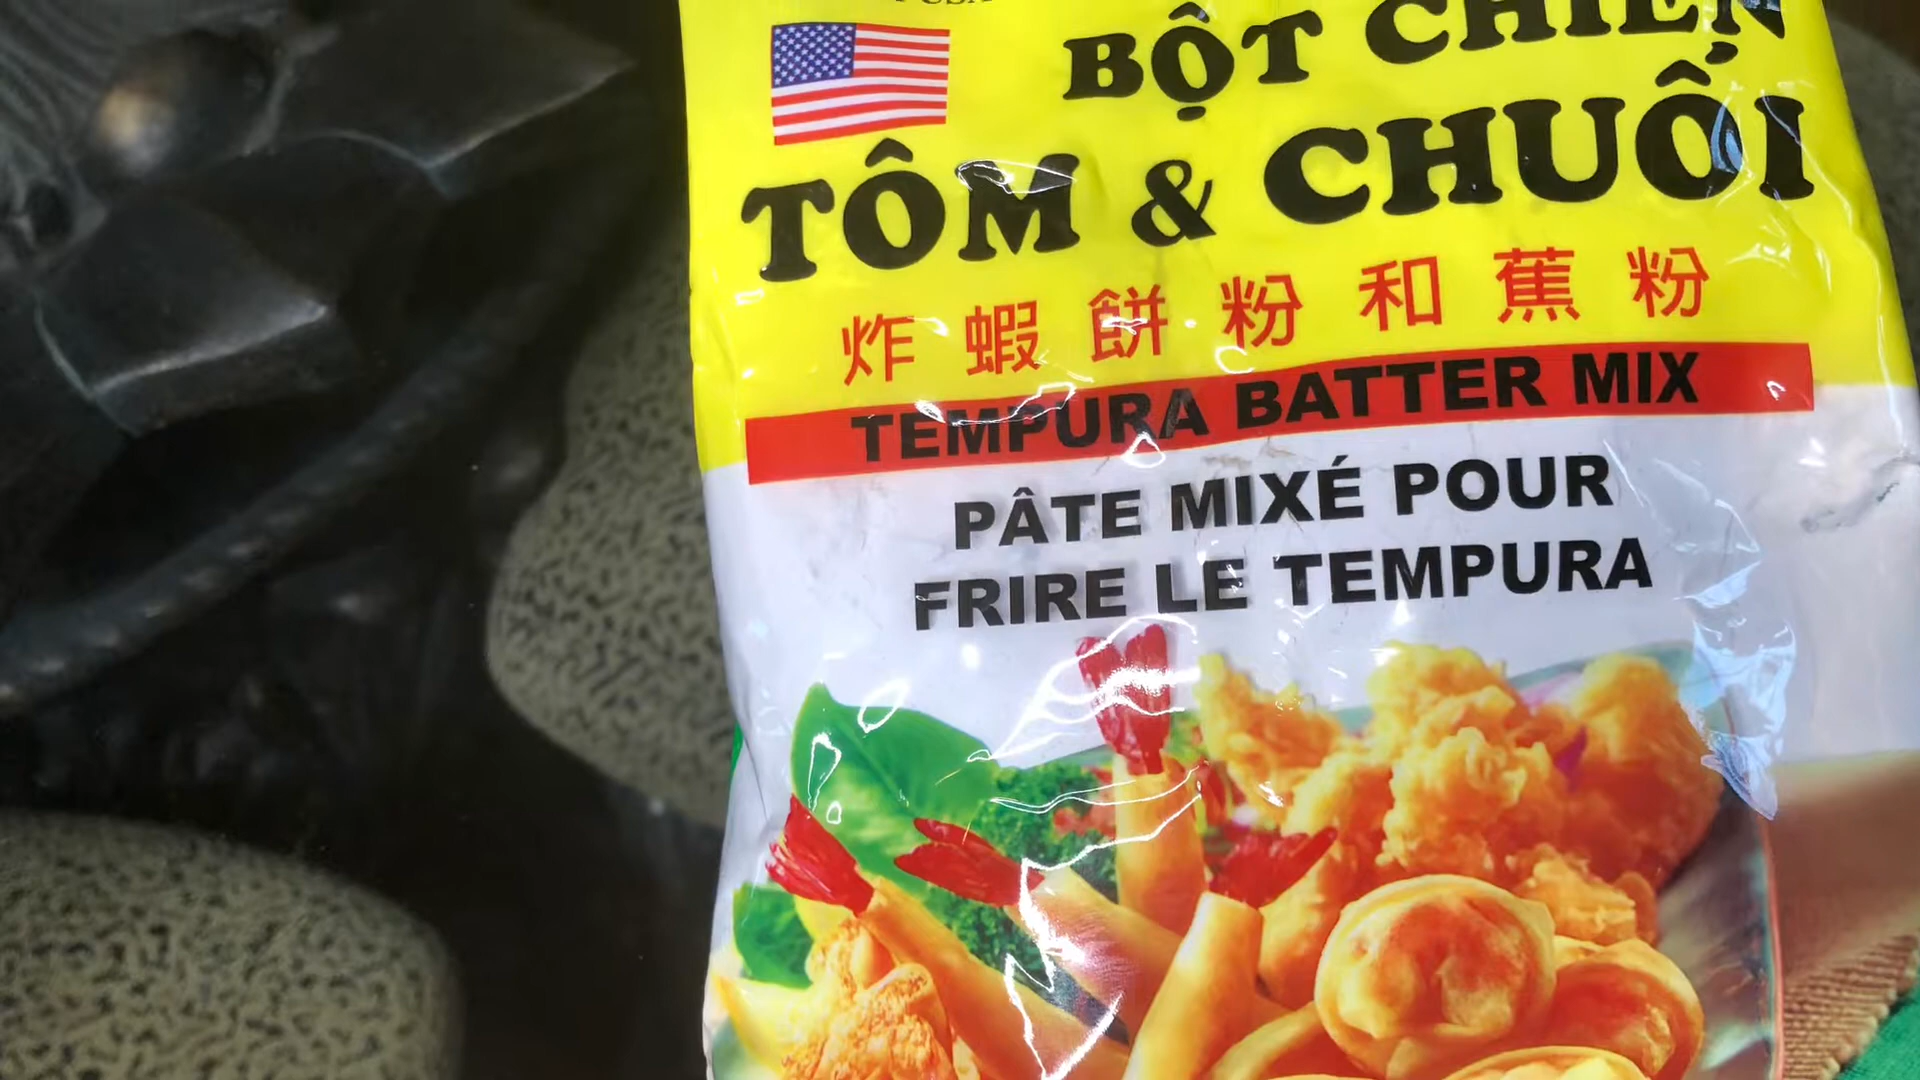 BỘT CHIÊN
TÔM & CHUỐI
炸蝦餅粉和蕉粉
TEMPURA BATTER MIX
PÂTE MIXÉ POUR
FRIRE LE TEMPURA